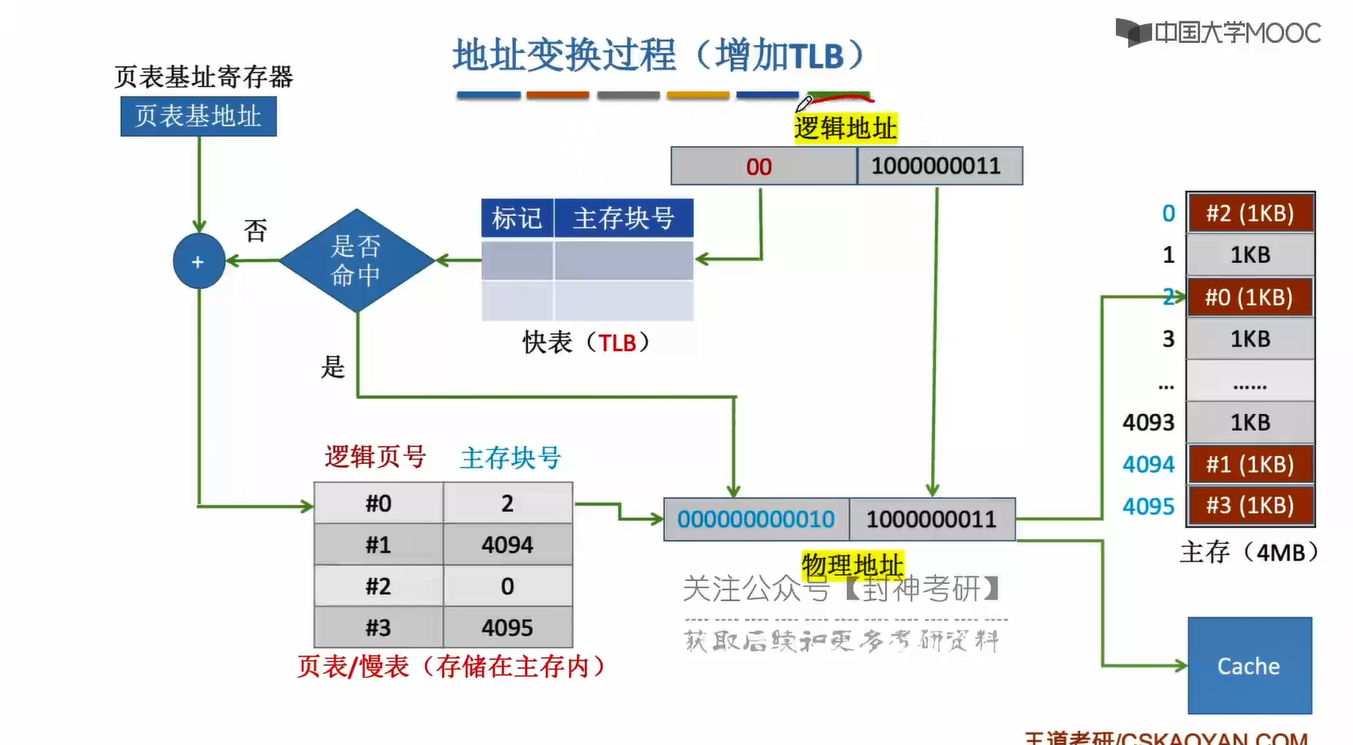 中国大学MOOC
地址变换过程（增加TLB）
页表基址寄存器
页表基地址
逻辑地址
00 1000000011
标记 主存块号
否
是否
命中
+
快表（TLB）
是
逻辑页号 主存块号
#0 2
#1 4094
#2 0
#3 4095
页表/慢表（存储在主存内）
000000000010 1000000011
物理地址
关注公众号【封神考研】
获取后续和更多考研资料
0 #2 (1KB)
1 1KB
2 #0 (1KB)
3 1KB
... ......
4093 1KB
4094 #1 (1KB)
4095 #3 (1KB)
主存（4MB）
Cache
王道考研/CSKAOYAN.COM